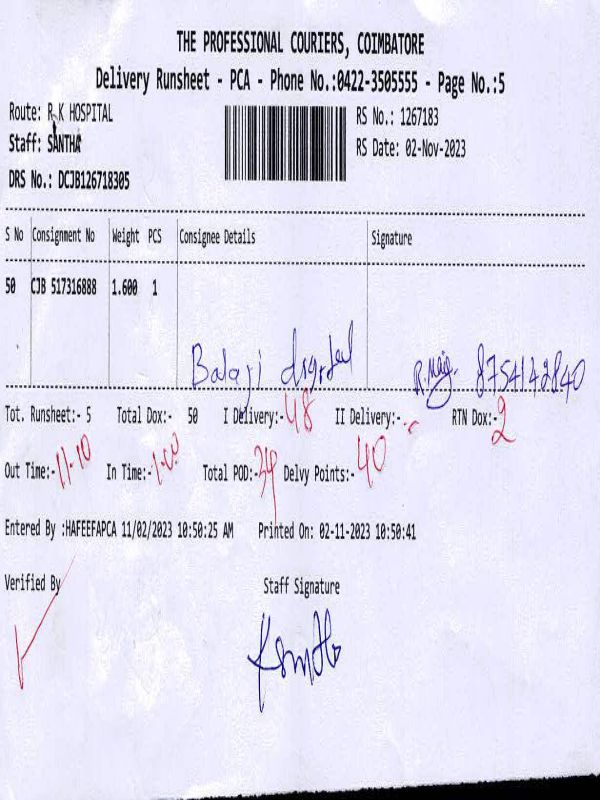 THE PROFESSIONAL COURIERS, COIMBATORE
Delivery Runsheet - PCA - Phone No.:0422-3505555 - Page No.:5
Route: R K HOSPITAL
RS No.: 1267183
Staff: SANTHA
RS Date: 02-Nov-2023
DRS No.: DCJB126718305
S No Consignment No Weight PCS Consignee Details Signature
50 CJB 517316888 1.600 1
Balaji digital R. 8754142840
Tot. Runsheet:- 5 Total Dox:- 50 I Delivery:- 48 II Delivery:- RTN Dox:- 2
Out Time:- 11-10 In Time:- 1-00 Total POD:- 39 Delvy Points:- 40
Entered By :HAFEEFAPCA 11/02/2023 10:50:25 AM Printed On: 02-11-2023 10:50:41
Verified By Staff Signature